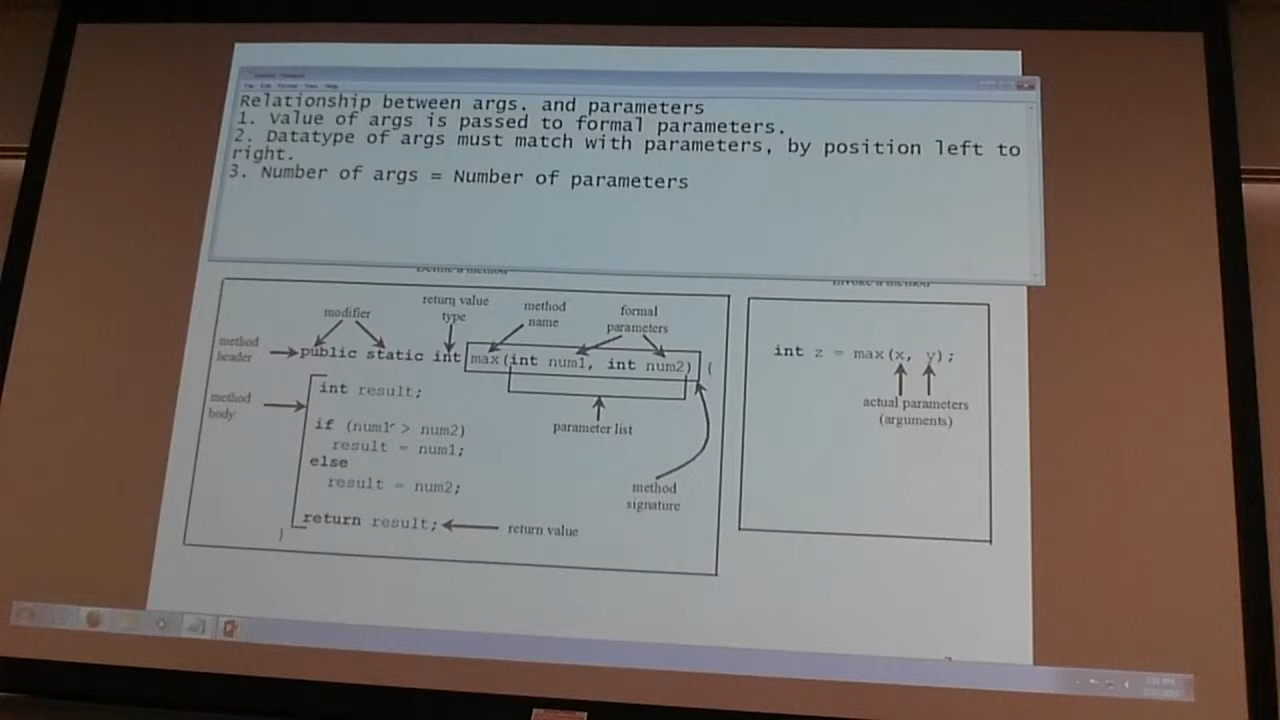 Relationship between args. and parameters
1. Value of args is passed to formal parameters.
2. Datatype of args must match with parameters, by position left to
right.
3. Number of args = Number of parameters
Define a method
Invoke a method
modifier
return value
type
method
name
formal
parameters
method
header
public static int max(int num1, int num2) {
method
body
int result;
if (num1 > num2)
result = num1;
else
result = num2;
return result;
}
parameter list
method
signature
return value
int z = max(x, y);
actual parameters
(arguments)